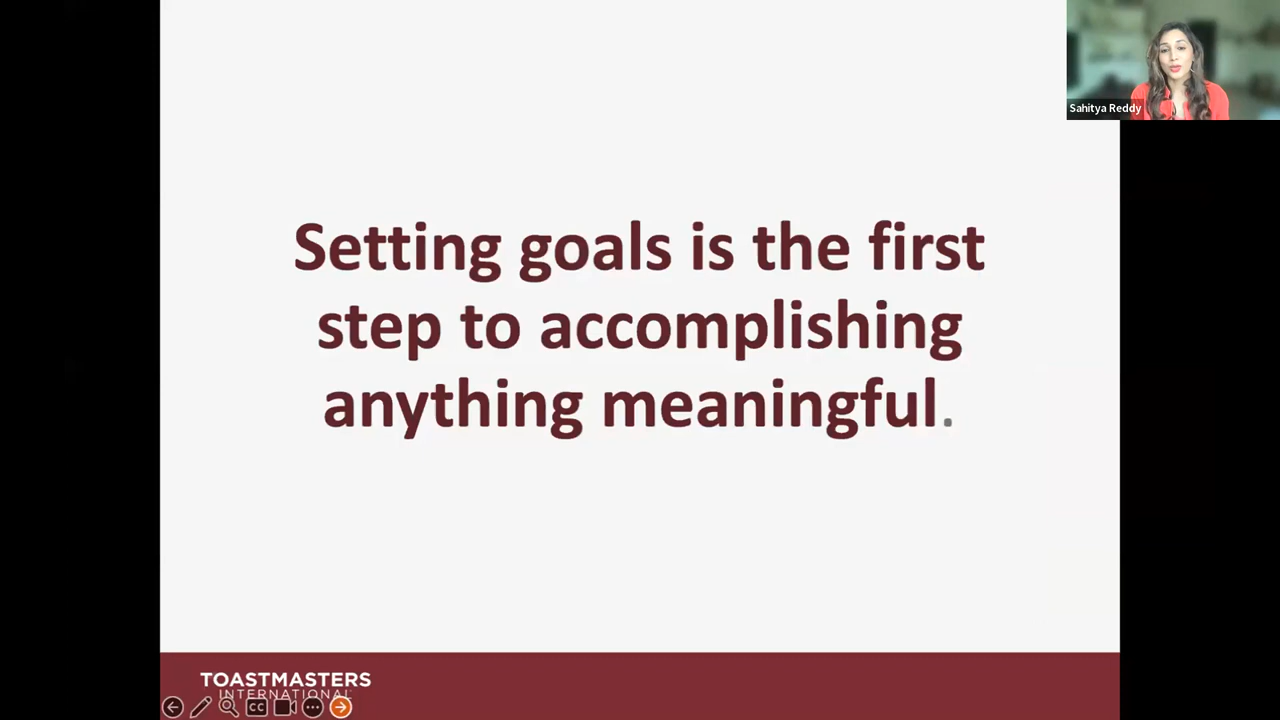 Sahitya Reddy
Setting goals is the first
step to accomplishing
anything meaningful.
TOASTMASTERS
INTERNATIONAL
CC